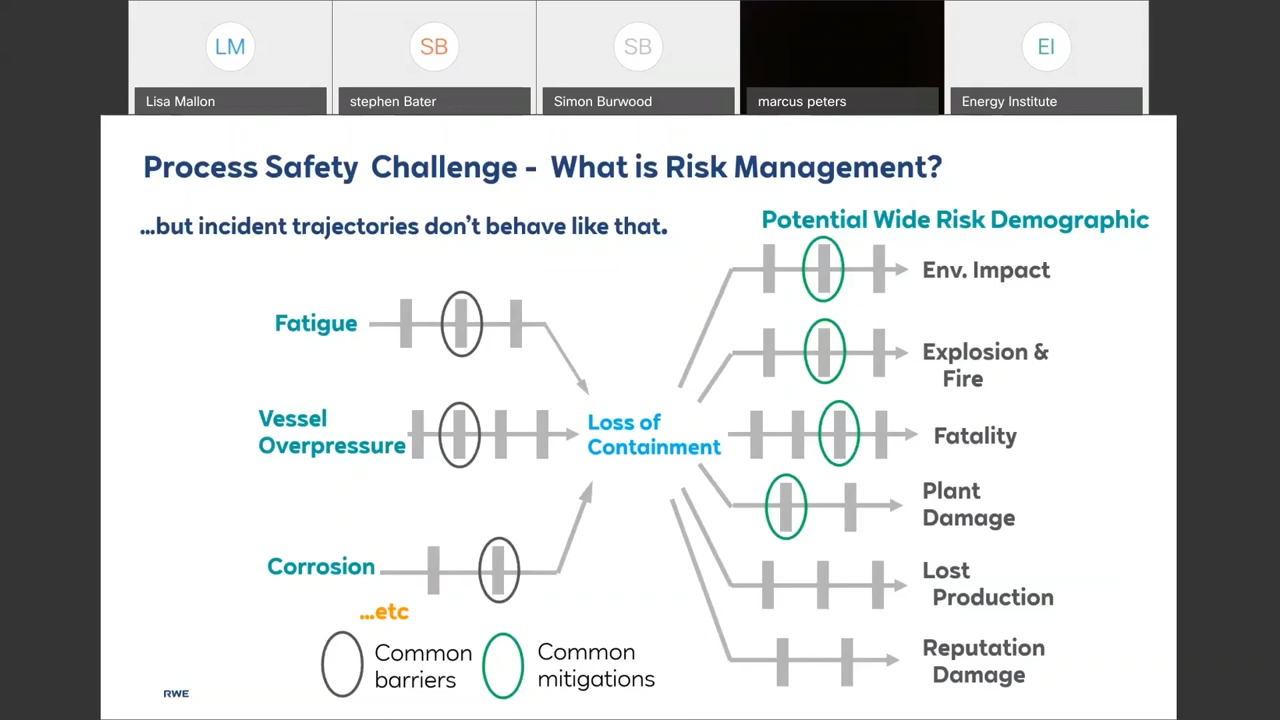 LM
SB
SB
EI
Lisa Mallon
stephen Bater
Simon Burwood
marcus peters
Energy Institute
Process Safety Challenge - What is Risk Management?
...but incident trajectories don't behave like that.
Potential Wide Risk Demographic
Fatigue
Vessel
Overpressure
Corrosion
...etc
Loss of
Containment
Env. Impact
Explosion &
Fire
Fatality
Plant
Damage
Lost
Production
Reputation
Damage
Common
barriers
Common
mitigations
RWE